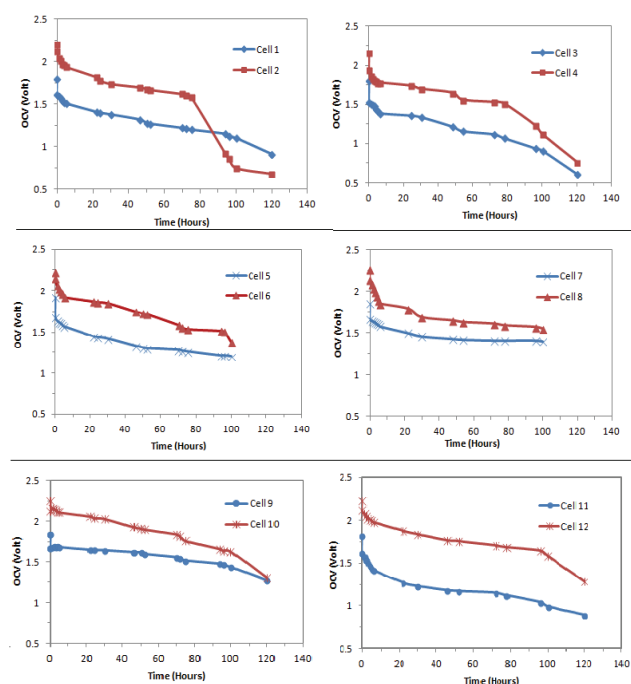 2.5
2
1.5
1
0.5
OCV (Volt)
Cell 1
Cell 2
0 20 40 60 80 100 120 140
Time (Hours)
2.5
2
1.5
1
0.5
OCV (Volt)
Cell 3
Cell 4
0 20 40 60 80 100 120 140
Time (Hours)
2.5
2
1.5
1
0.5
OCV (Volt)
Cell 5
Cell 6
0 20 40 60 80 100 120 140
Time (Hours)
2.5
2
1.5
1
0.5
OCV (Volt)
Cell 7
Cell 8
0 20 40 60 80 100 120 140
Time (Hours)
2.5
2
1.5
1
0.5
OCV (Volt)
Cell 9
Cell 10
0 20 40 60 80 100 120 140
Time (Hours)
2.5
2
1.5
1
0.5
OCV (Volt)
Cell 11
Cell 12
0 20 40 60 80 100 120 140
Time (Hours)